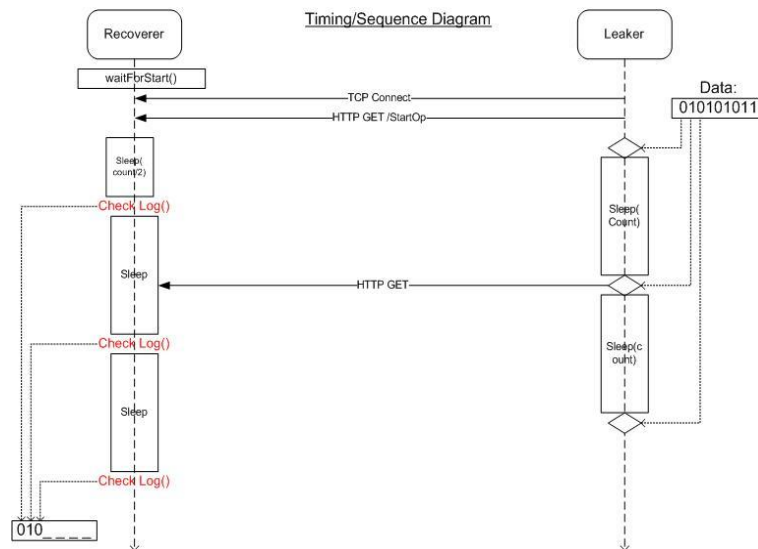 Timing/Sequence Diagram
Recoverer
Leaker
waitForStart()
TCP Connect
Data:
010101011
HTTP GET /StartOp
Sleep(
count/2)
Check Log()
Sleep(
Count)
Sleep
HTTP GET
Check Log()
Sleep(c
ount)
Sleep
Check Log()
010_ _ _ _